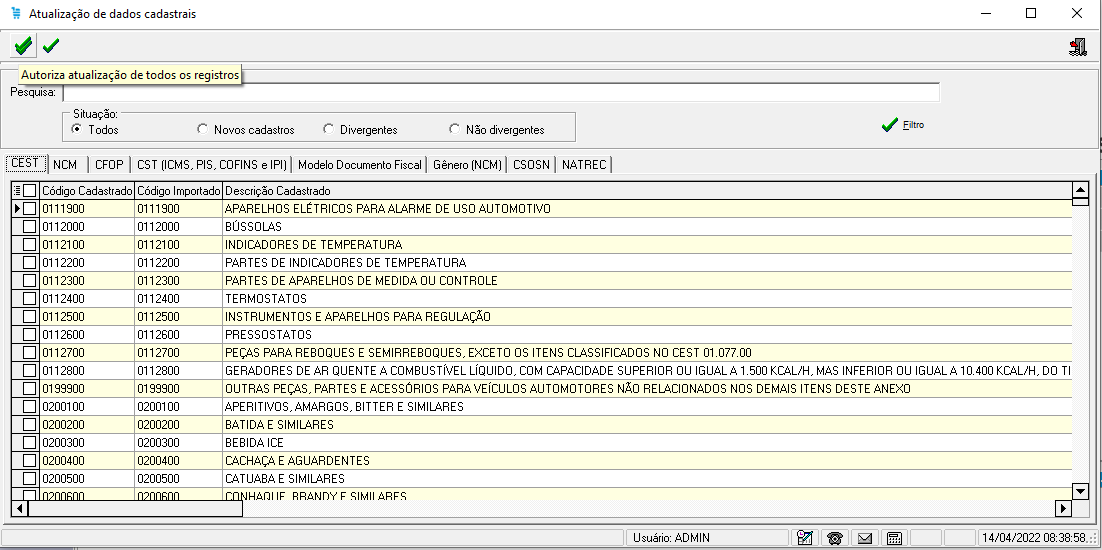 Atualização de dados cadastrais
Autoriza atualização de todos os registros
Pesquisa:
Situação:
Todos Novos cadastros Divergentes Não divergentes
Filtro
CEST NCM CFOP CST (ICMS, PIS, COFINS e IPI) Modelo Documento Fiscal Gênero (NCM) CSOSN NATREC
Código Cadastrado Código Importado Descrição Cadastrado
0111900 0111900 APARELHOS ELÉTRICOS PARA ALARME DE USO AUTOMOTIVO
0112000 0112000 BÚSSOLAS
0112100 0112100 INDICADORES DE TEMPERATURA
0112200 0112200 PARTES DE INDICADORES DE TEMPERATURA
0112300 0112300 PARTES DE APARELHOS DE MEDIDA OU CONTROLE
0112400 0112400 TERMOSTATOS
0112500 0112500 INSTRUMENTOS E APARELHOS PARA REGULAÇÃO
0112600 0112600 PRESSOSTATOS
0112700 0112700 PEÇAS PARA REBOQUES E SEMIRREBOQUES, EXCETO OS ITENS CLASSIFICADOS NO CEST 01.077.00
0112800 0112800 GERADORES DE AR QUENTE A COMBUSTÍVEL LÍQUIDO, COM CAPACIDADE SUPERIOR OU IGUAL A 1.500 KCAL/H, MAS INFERIOR OU IGUAL A 10.400 KCAL/H, DO TI
0199900 0199900 OUTRAS PEÇAS, PARTES E ACESSÓRIOS PARA VEÍCULOS AUTOMOTORES NÃO RELACIONADOS NOS DEMAIS ITENS DESTE ANEXO
0200100 0200100 APERITIVOS, AMARGOS, BITTER E SIMILARES
0200200 0200200 BATIDA E SIMILARES
0200300 0200300 BEBIDA ICE
0200400 0200400 CACHAÇA E AGUARDENTES
0200500 0200500 CATUABA E SIMILARES
0200600 0200600 CONHAQUE, BRANDY E SIMILARES
Usuário: ADMIN 14/04/2022 08:38:58